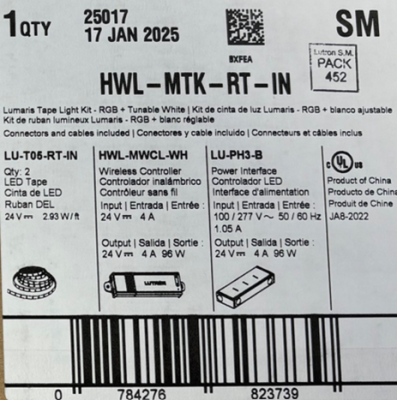 1 QTY
25017
17 JAN 2025
BXFEA
SM
Lutron S.M.
PACK
452
HWL-MTK-RT-IN
Lumaris Tape Light Kit - RGB + Tunable White | Kit de cinta de luz Lumaris - RGB + blanco ajustable
Kit de ruban lumineux Lumaris - RGB + blanc réglable
Connectors and cables included | Conectores y cable incluido | Connecteurs et câbles inclus
LU-T05-RT-IN
Qty: 2
LED Tape
Cinta de LED
Ruban DEL
24 V⎓ 2.93 W/ft
HWL-MWCL-WH
Wireless Controller
Controlador inalámbrico
Contrôleur sans fil
Input | Entrada | Entrée :
24 V⎓ 4 A
Output | Salida | Sortie :
24 V⎓ 4 A 96 W
LUTRON
LU-PH3-B
Power Interface
Controlador LED
Interface d'alimentation
Input | Entrada | Entrée :
100 / 277 V~ 50 / 60 Hz
1.05 A
Output | Salida | Sortie :
24 V⎓ 4 A 96 W
c UL US
Product of China
Producto de China
Produit de Chine
JA8-2022
0 784276 823739